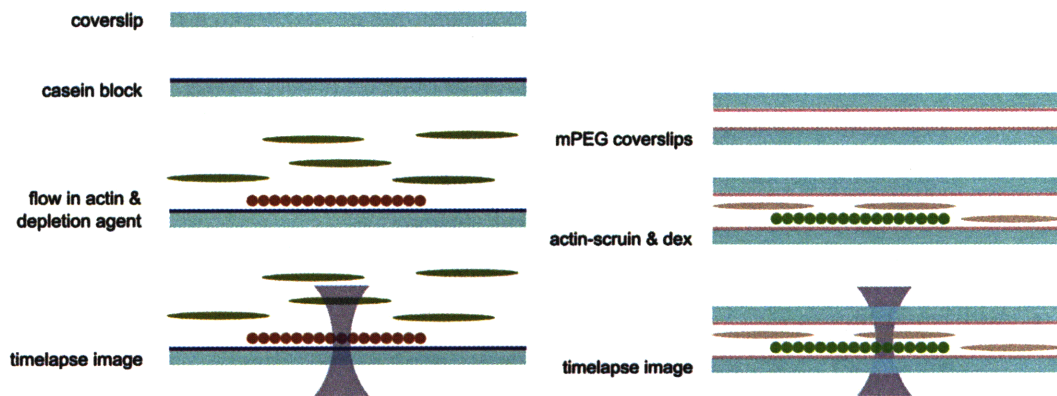 coverslip
casein block
flow in actin &
depletion agent
timelapse image
mPEG coverslips
actin-scruin & dex
timelapse image